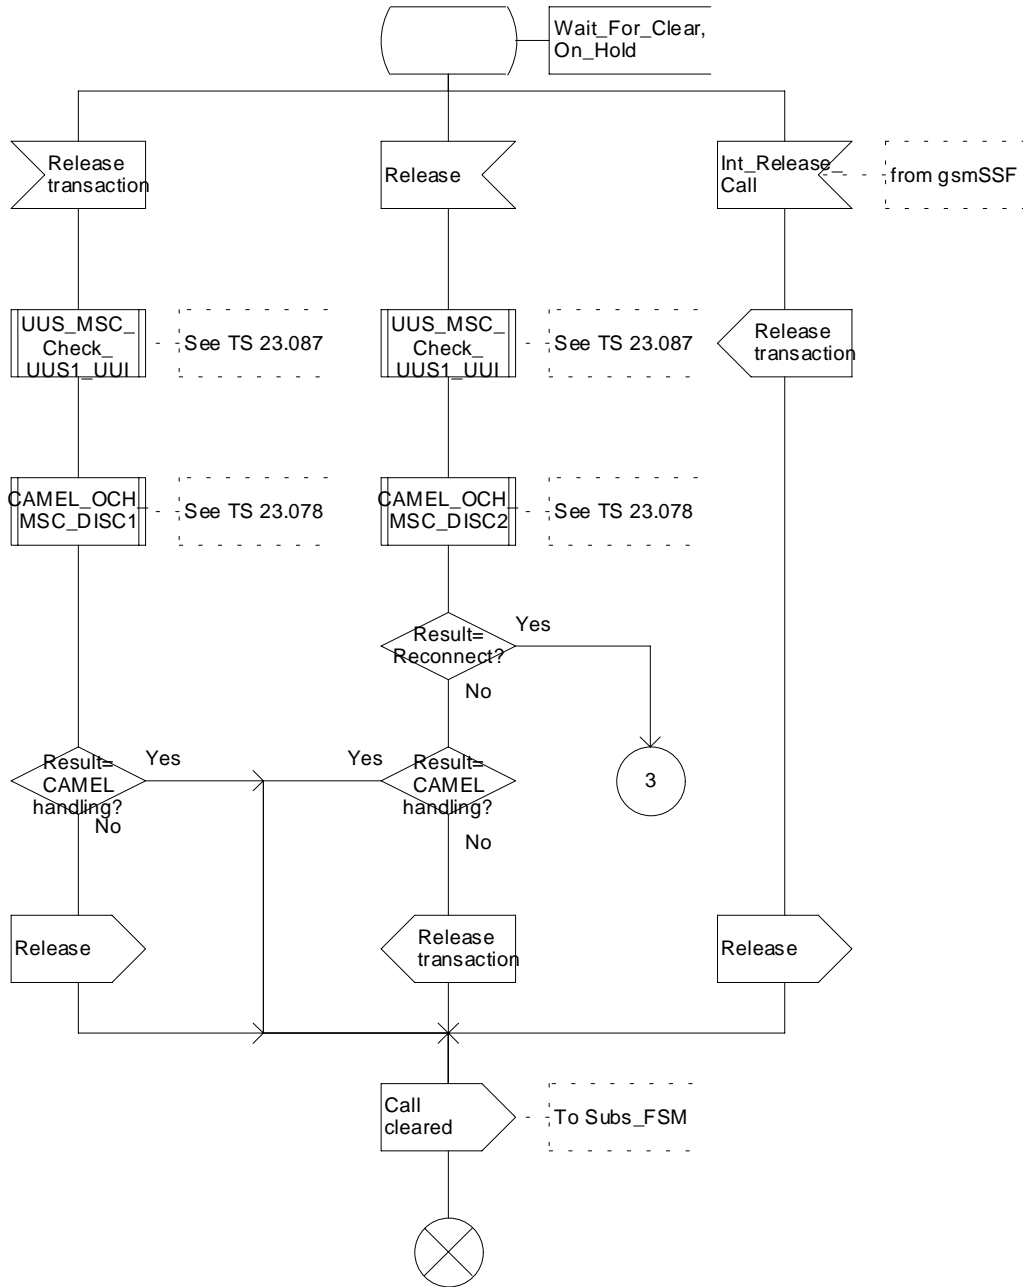 Wait_For_Clear,
On_Hold
Release
transaction
Release
Int_Release_
Call
from gsmSSF
UUS_MSC_
Check_
UUS1_UUI
See TS 23.087
UUS_MSC_
Check_
UUS1_UUI
See TS 23.087
Release
transaction
CAMEL_OCH_
MSC_DISC1
See TS 23.078
CAMEL_OCH_
MSC_DISC2
See TS 23.078
Result=
Reconnect?
Yes
No
Result=
CAMEL
handling?
Yes
No
Yes
Result=
CAMEL
handling?
No
3
Release
Release
transaction
Release
Call
cleared
To Subs_FSM